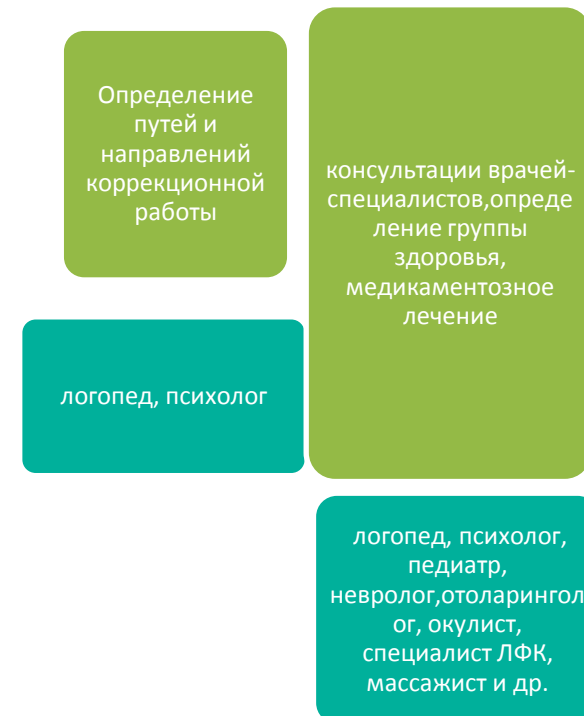 Определение
путей и
направлений
коррекционной
работы
логопед, психолог
консультации врачей-
специалистов,опреде
ление группы
здоровья,
медикаментозное
лечение
логопед, психолог,
педиатр,
невролог,отоларингол
ог, окулист,
специалист ЛФК,
массажист и др.